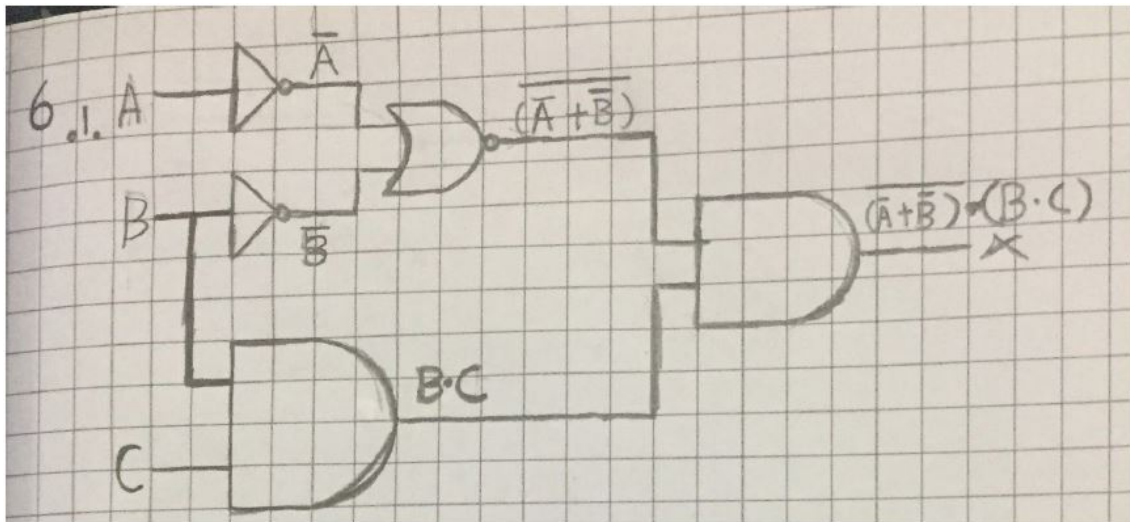 6.1. A
A̅
(A̅ + B̅)̅
B
B̅
(A̅+B̅)̅·(B·C)
X
B·C
C